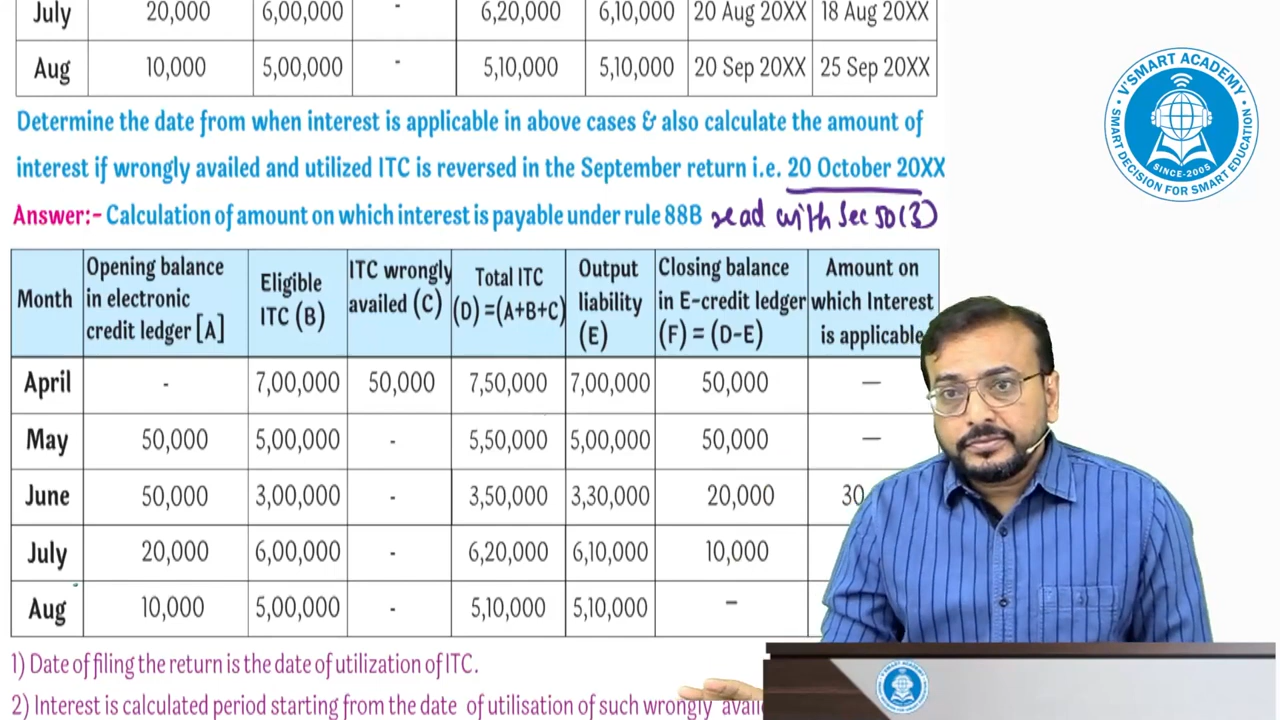 July 20,000 6,00,000 - 6,20,000 6,10,000 20 Aug 20XX 18 Aug 20XX
Aug 10,000 5,00,000 - 5,10,000 5,10,000 20 Sep 20XX 25 Sep 20XX
Determine the date from when interest is applicable in above cases & also calculate the amount of
interest if wrongly availed and utilized ITC is reversed in the September return i.e. 20 October 20XX
Answer:- Calculation of amount on which interest is payable under rule 88B read with Sec 50(3)
Month Opening balance in electronic credit ledger [A] Eligible ITC (B) ITC wrongly availed (C) Total ITC (D) =(A+B+C) Output liability (E) Closing balance in E-credit ledger (F) = (D-E) Amount on which Interest is applicable
April - 7,00,000 50,000 7,50,000 7,00,000 50,000 —
May 50,000 5,00,000 - 5,50,000 5,00,000 50,000 —
June 50,000 3,00,000 - 3,50,000 3,30,000 20,000 30
July 20,000 6,00,000 - 6,20,000 6,10,000 10,000
Aug 10,000 5,00,000 - 5,10,000 5,10,000 –
1) Date of filing the return is the date of utilization of ITC.
2) Interest is calculated period starting from the date of utilisation of such wrongly
V'SMART ACADEMY
SINCE-2005
SMART DECISION FOR SMART EDUCATION